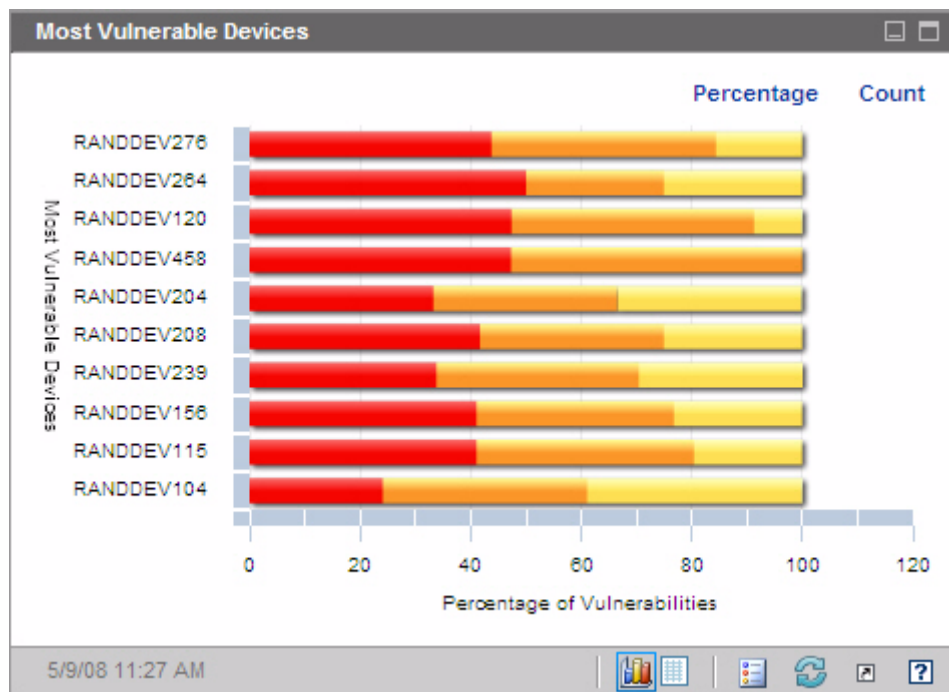 Most Vulnerable Devices
Percentage Count
Most Vulnerable Devices
RANDDEV276
RANDDEV264
RANDDEV120
RANDDEV458
RANDDEV204
RANDDEV208
RANDDEV239
RANDDEV156
RANDDEV115
RANDDEV104
0 20 40 60 80 100 120
Percentage of Vulnerabilities
5/9/08 11:27 AM
?